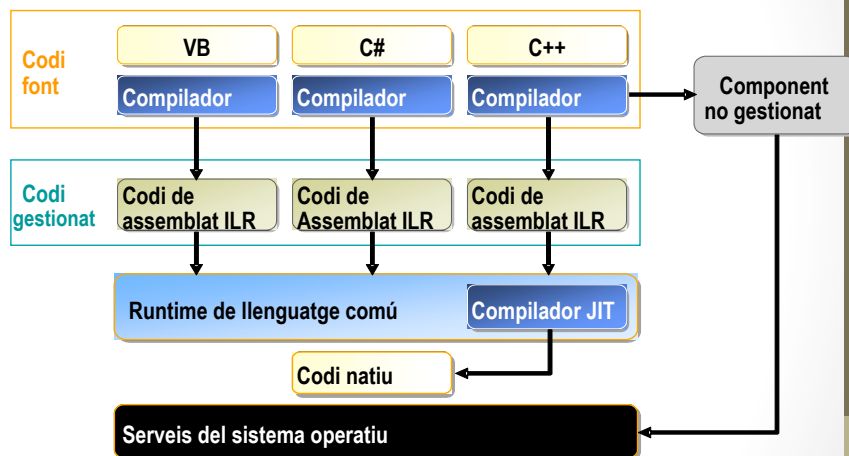 VB
C#
C++
Codi
font
Compilador
Compilador
Compilador
Component
no gestionat
Codi
gestionat
Codi de
assemblat ILR
Codi de
Assemblat ILR
Codi de
assemblat ILR
Runtime de llenguatge comú
Compilador JIT
Codi natiu
Serveis del sistema operatiu